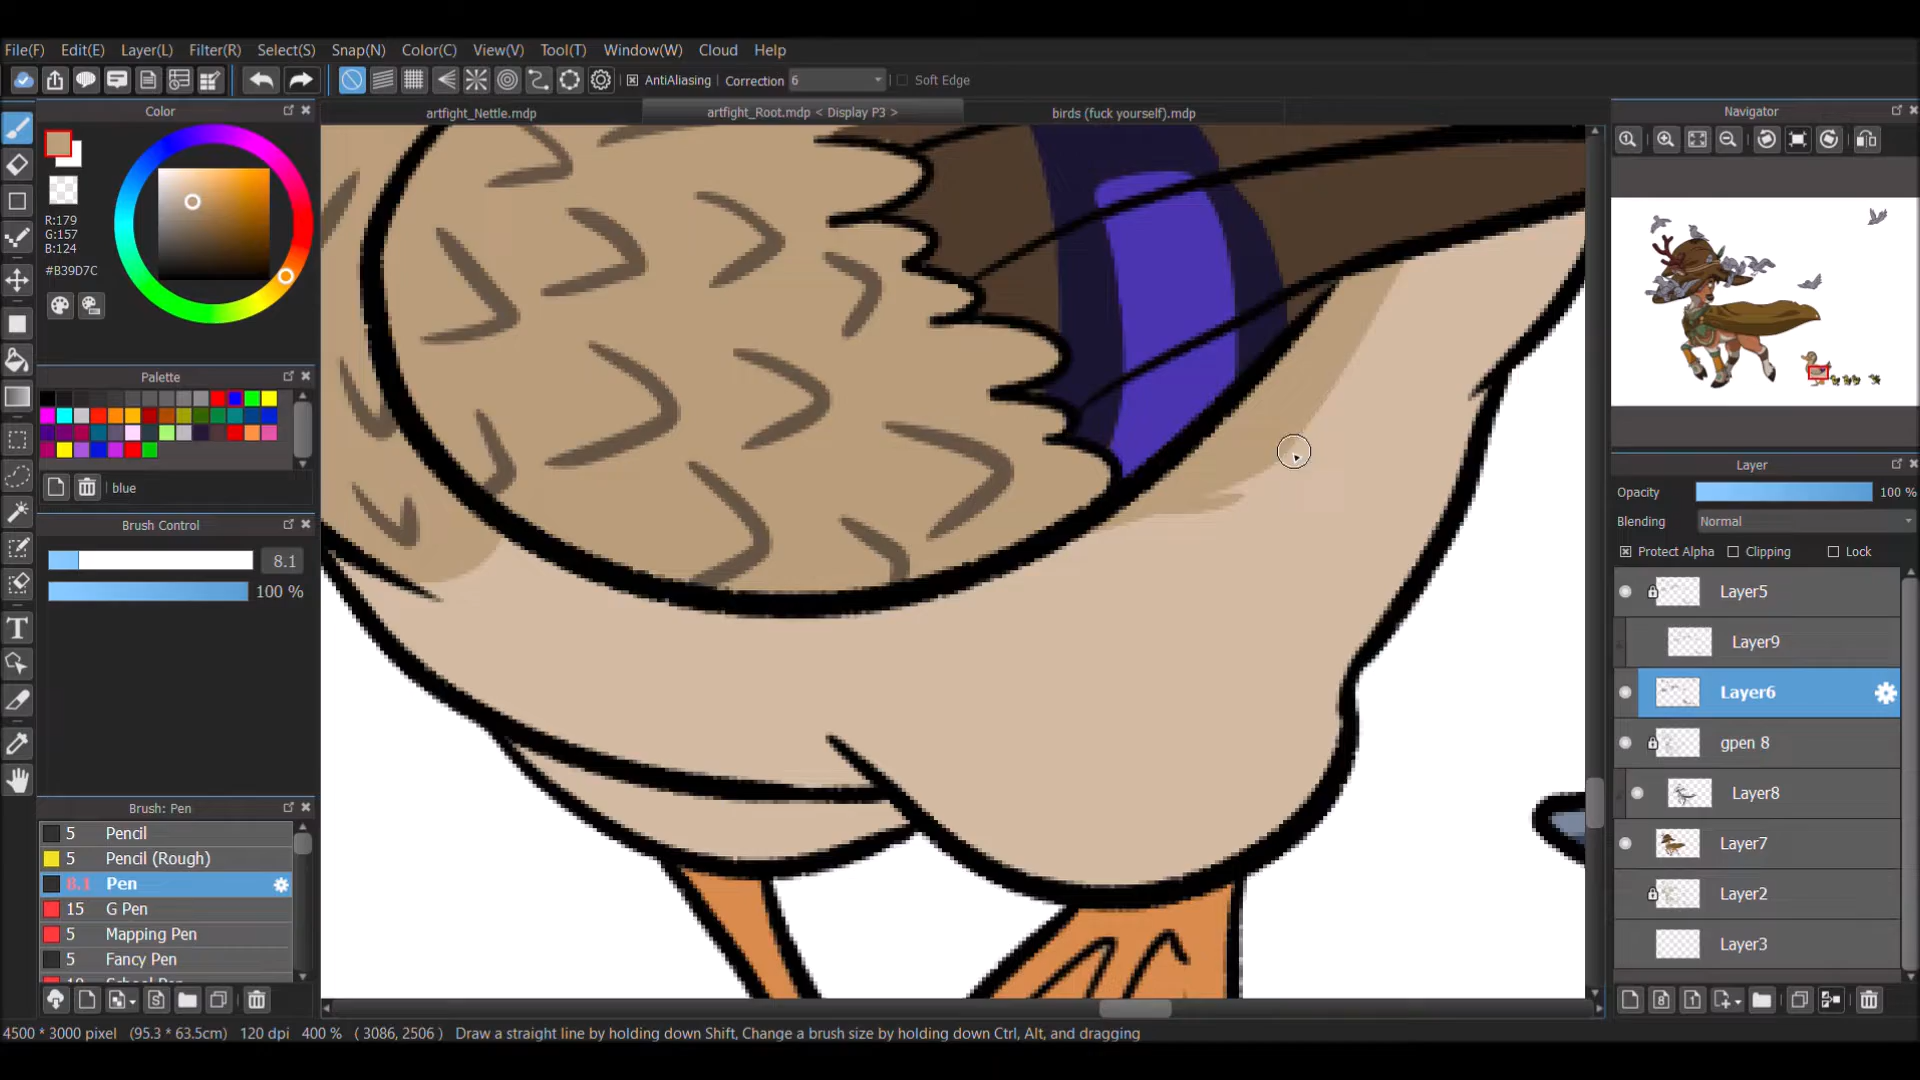 File(F) Edit(E) Layer(L) Filter(R) Select(S) Snap(N) Color(C) View(V) Tool(T) Window(W) Cloud Help
AntiAliasing Correction 6 Soft Edge
Color
artfight_Nettle.mdp artfight_Root.mdp < Display P3 > birds (fuck yourself).mdp
Navigator
R:179
G:157
B:124
#B39D7C
Palette
blue
Brush Control
8.1
100 %
Brush: Pen
5 Pencil
5 Pencil (Rough)
8.1 Pen
15 G Pen
5 Mapping Pen
5 Fancy Pen
Layer
Opacity 100 %
Blending Normal
Protect Alpha Clipping Lock
Layer5
Layer9
Layer6
gpen 8
Layer8
Layer7
Layer2
Layer3
4500 * 3000 pixel (95.3 * 63.5cm) 120 dpi 400 % ( 3086, 2506 ) Draw a straight line by holding down Shift, Change a brush size by holding down Ctrl, Alt, and dragging